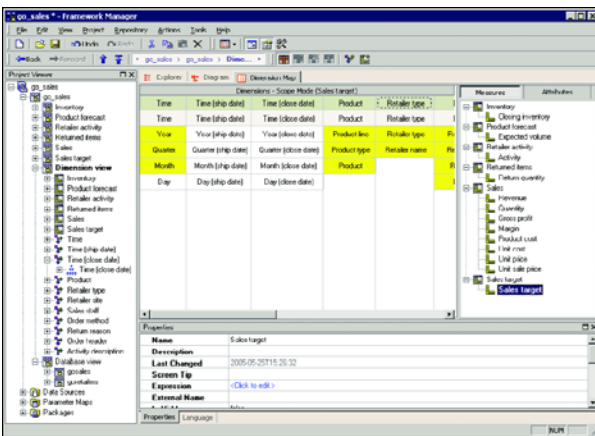 go_sales * - Framework Manager
File Edit View Project Repository Actions Tools Help
Undo Redo
Back Forward go_sales > go_sales > Dime...
Project Viewer
go_sales
go_sales
Inventory
Product forecast
Retailer activity
Returned items
Sales
Sales target
Dimension view
Inventory
Product forecast
Retailer activity
Returned items
Sales
Sales target
Time
Time (ship date)
Time (close date)
Time (close date)
Product
Retailer type
Retailer site
Sales staff
Order method
Return reason
Order header
Activity description
Database view
gosales
goretailers
Data Sources
Parameter Maps
Packages
Explorer Diagram Dimension Map
Dimensions - Scope Mode (Sales target)
Time Time (ship date) Time (close date) Product Retailer type
Time Time (ship date) Time (close date) Product Retailer type
Year Year (ship date) Year (close date) Product line Retailer type
Quarter Quarter (ship date) Quarter (close date) Product type Retailer name
Month Month (ship date) Month (close date) Product
Day Day (ship date) Day (close date)
Measures Attributes
Inventory
Closing inventory
Product forecast
Expected volume
Retailer activity
Activity
Returned items
Return quantity
Sales
Revenue
Quantity
Gross profit
Margin
Product cost
Unit cost
Unit price
Unit sale price
Sales target
Sales target
Properties
Name Sales target
Description
Last Changed 2005-05-25T15:26:32
Screen Tip
Expression <Click to edit>
External Name
Properties Language
NUM